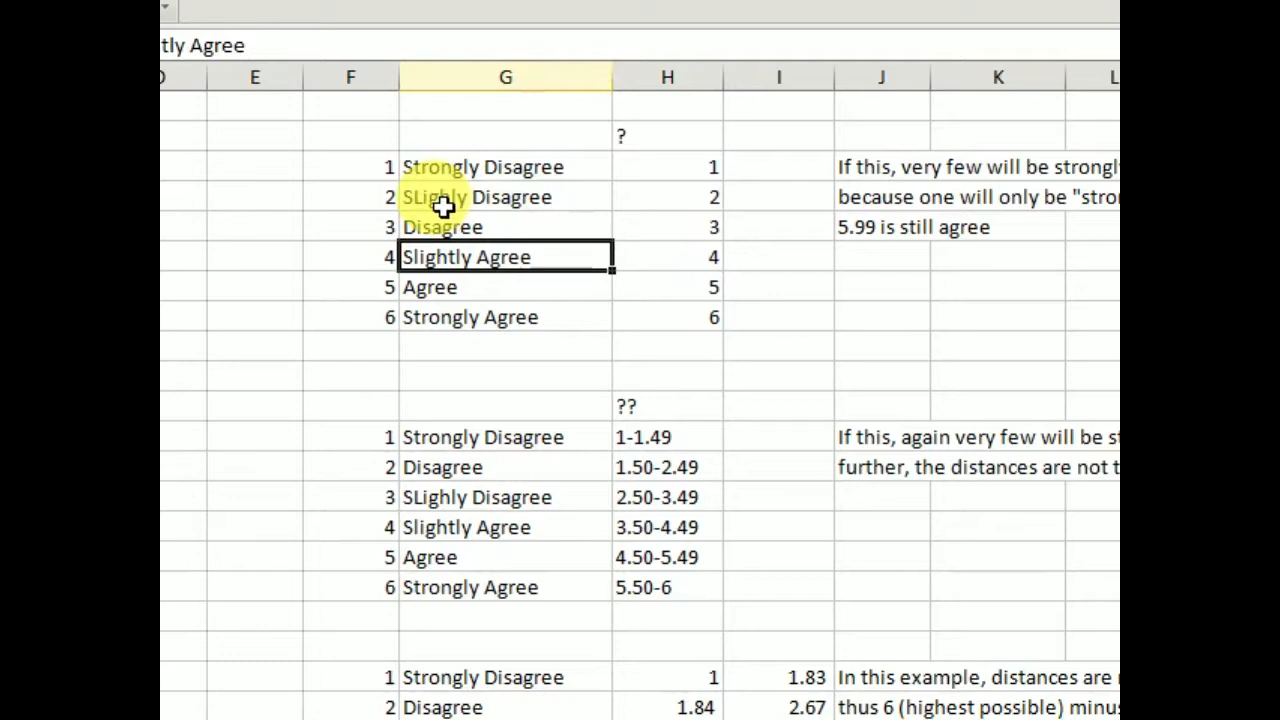 tly Agree
E F G H I J K L
?
1 Strongly Disagree 1 If this, very few will be strongl
2 SLighly Disagree 2 because one will only be "stro
3 Disagree 3 5.99 is still agree
4 Slightly Agree 4
5 Agree 5
6 Strongly Agree 6
??
1 Strongly Disagree 1-1.49 If this, again very few will be s
2 Disagree 1.50-2.49 further, the distances are not t
3 SLighly Disagree 2.50-3.49
4 Slightly Agree 3.50-4.49
5 Agree 4.50-5.49
6 Strongly Agree 5.50-6
1 Strongly Disagree 1 1.83 In this example, distances are
2 Disagree 1.84 2.67 thus 6 (highest possible) minus